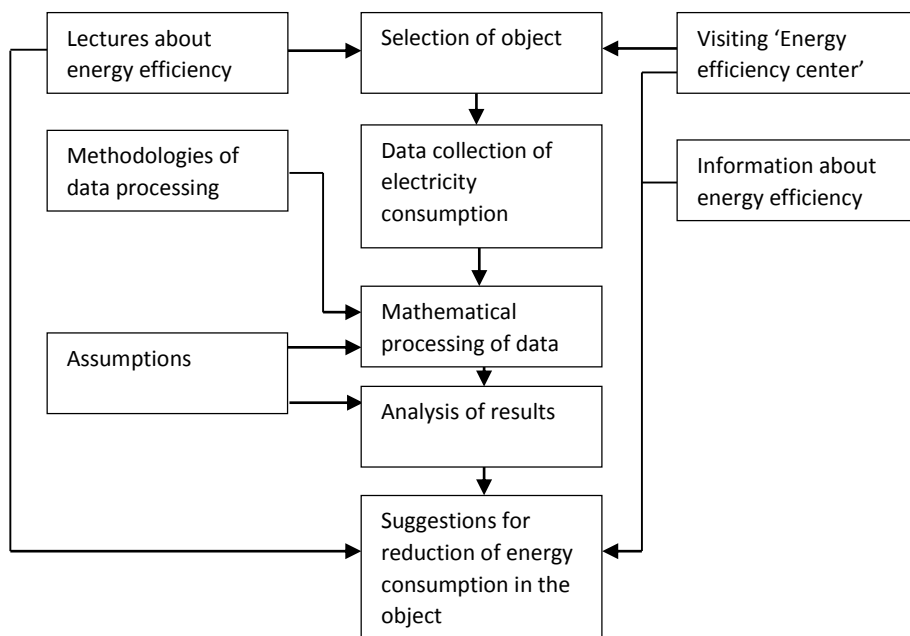 Lectures about
energy efficiency
Selection of object
Visiting ‘Energy
efficiency center’
Methodologies of
data processing
Data collection of
electricity
consumption
Information about
energy efficiency
Assumptions
Mathematical
processing of data
Analysis of results
Suggestions for
reduction of energy
consumption in the
object